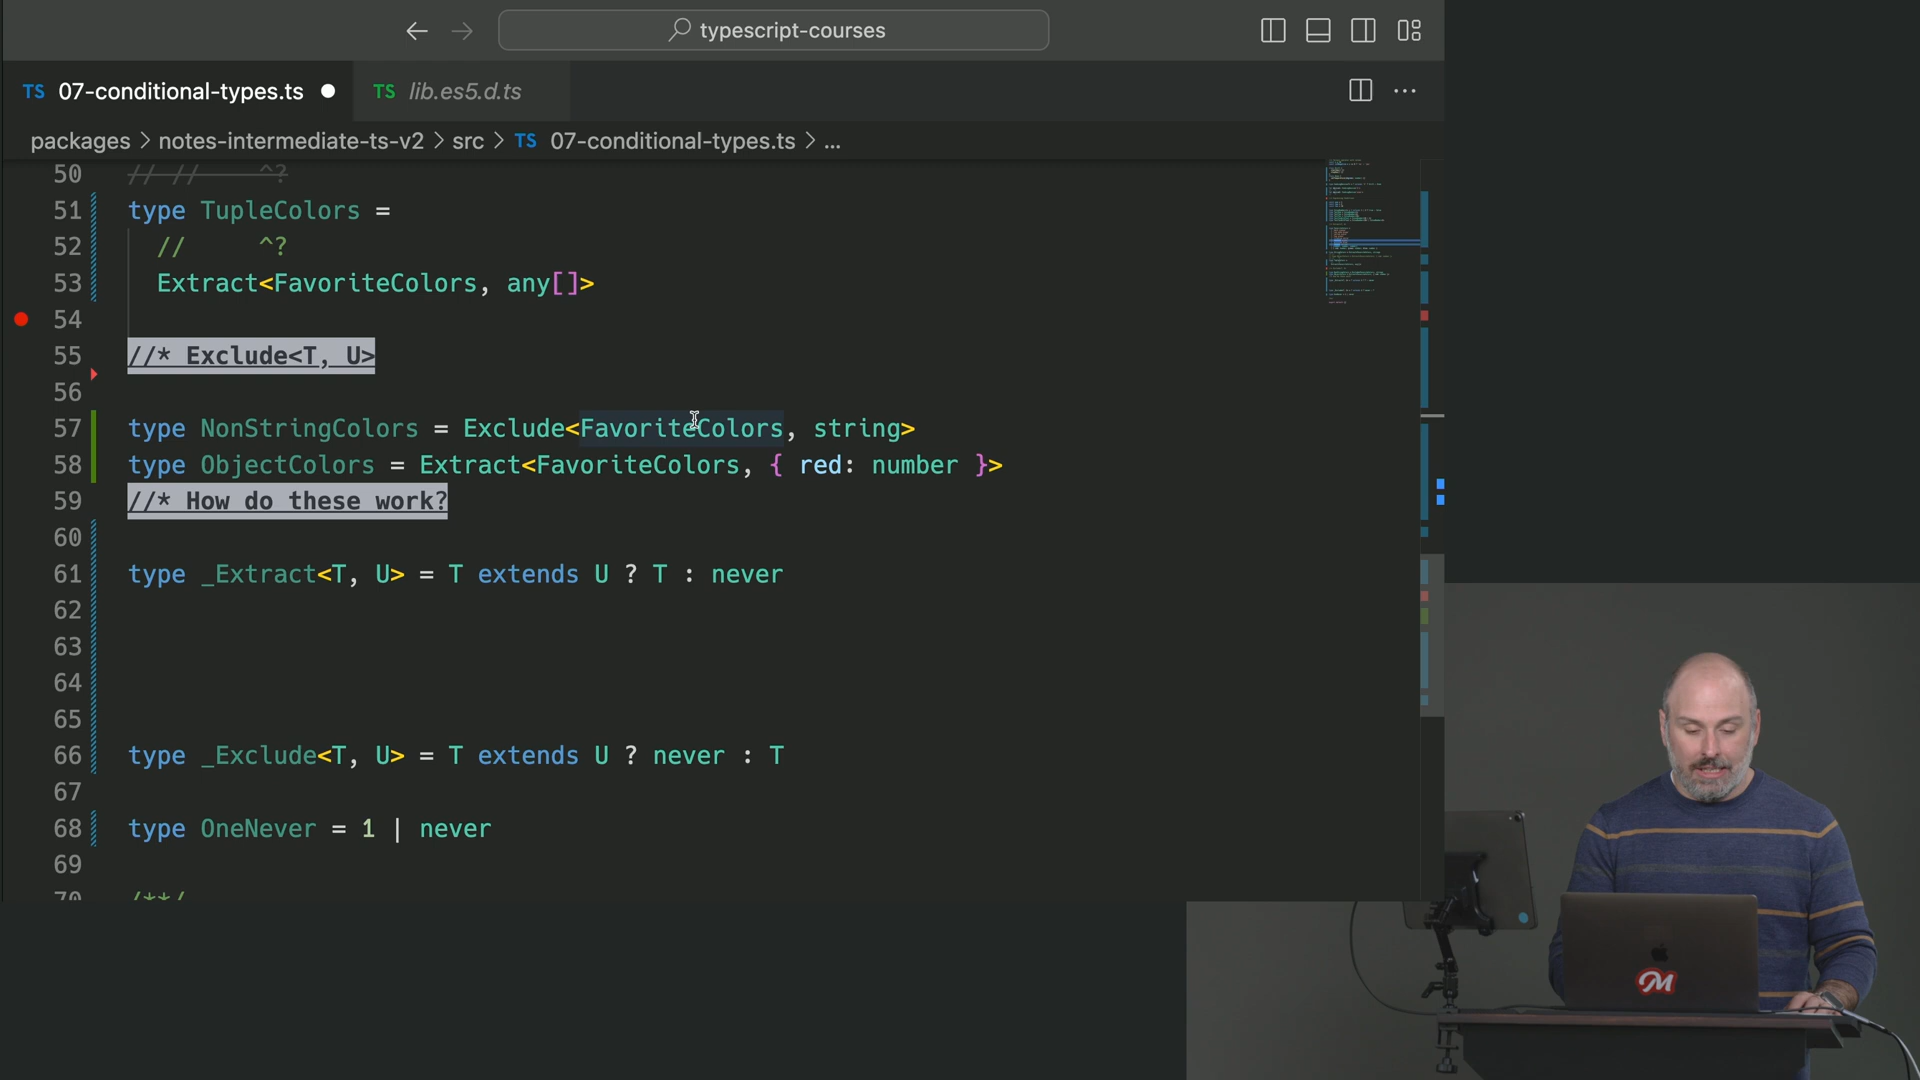 typescript-courses
TS 07-conditional-types.ts
TS lib.es5.d.ts
packages > notes-intermediate-ts-v2 > src > TS 07-conditional-types.ts > ...
50 // // ^?
51 type TupleColors =
52 // ^?
53 Extract<FavoriteColors, any[]>
54
55 //* Exclude<T, U>
56
57 type NonStringColors = Exclude<FavoriteColors, string>
58 type ObjectColors = Extract<FavoriteColors, { red: number }>
59 //* How do these work?
60
61 type _Extract<T, U> = T extends U ? T : never
62
63
64
65
66 type _Exclude<T, U> = T extends U ? never : T
67
68 type OneNever = 1 | never
69
70 /**/
M